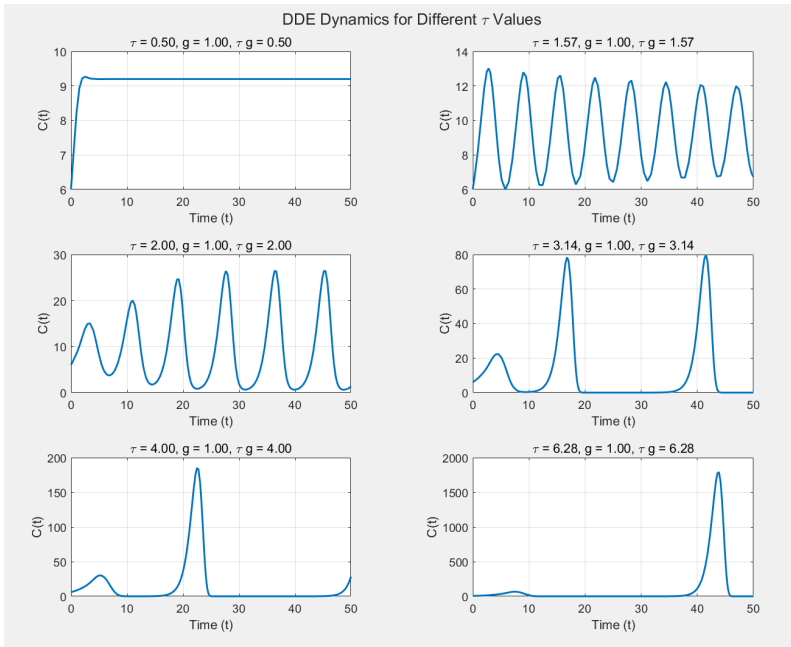 DDE Dynamics for Different τ Values
τ = 0.50, g = 1.00, τ g = 0.50
10
9
8
7
6
C(t)
0 10 20 30 40 50
Time (t)
τ = 1.57, g = 1.00, τ g = 1.57
14
12
10
8
6
C(t)
0 10 20 30 40 50
Time (t)
τ = 2.00, g = 1.00, τ g = 2.00
30
20
10
0
C(t)
0 10 20 30 40 50
Time (t)
τ = 3.14, g = 1.00, τ g = 3.14
80
60
40
20
0
C(t)
0 10 20 30 40 50
Time (t)
τ = 4.00, g = 1.00, τ g = 4.00
200
150
100
50
0
C(t)
0 10 20 30 40 50
Time (t)
τ = 6.28, g = 1.00, τ g = 6.28
2000
1500
1000
500
0
C(t)
0 10 20 30 40 50
Time (t)